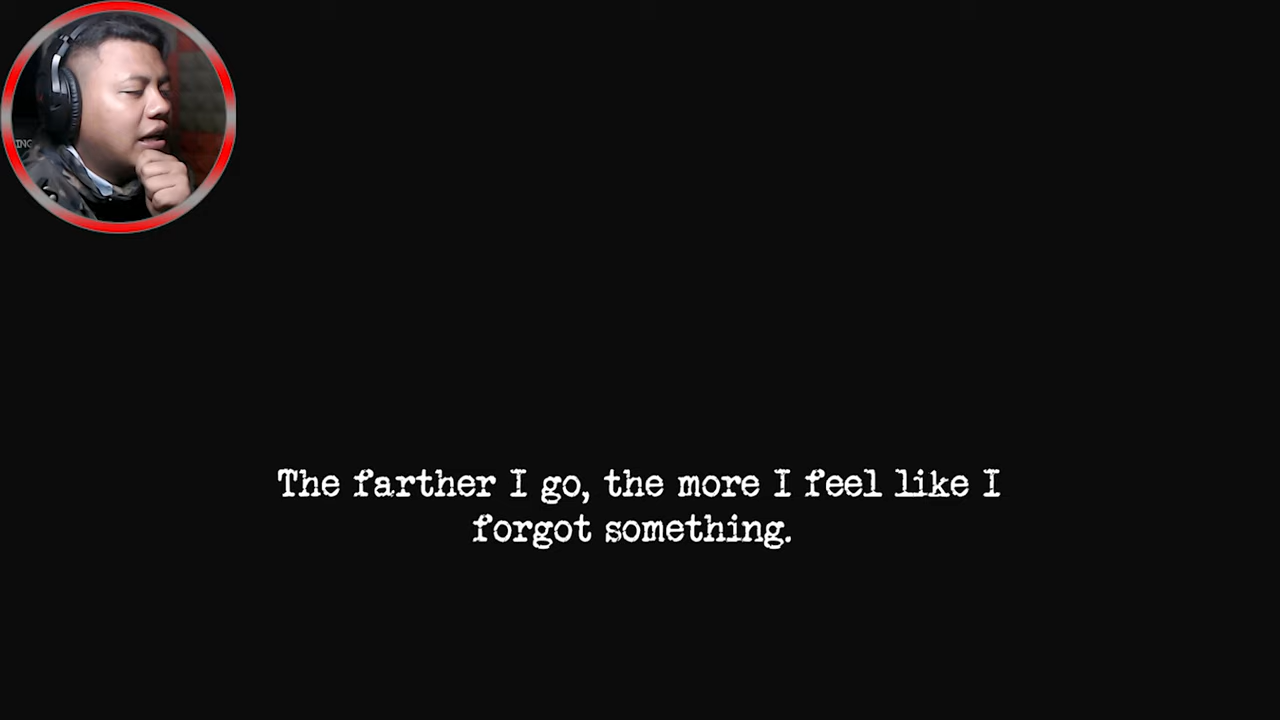 The farther I go, the more I feel like I
forgot something.